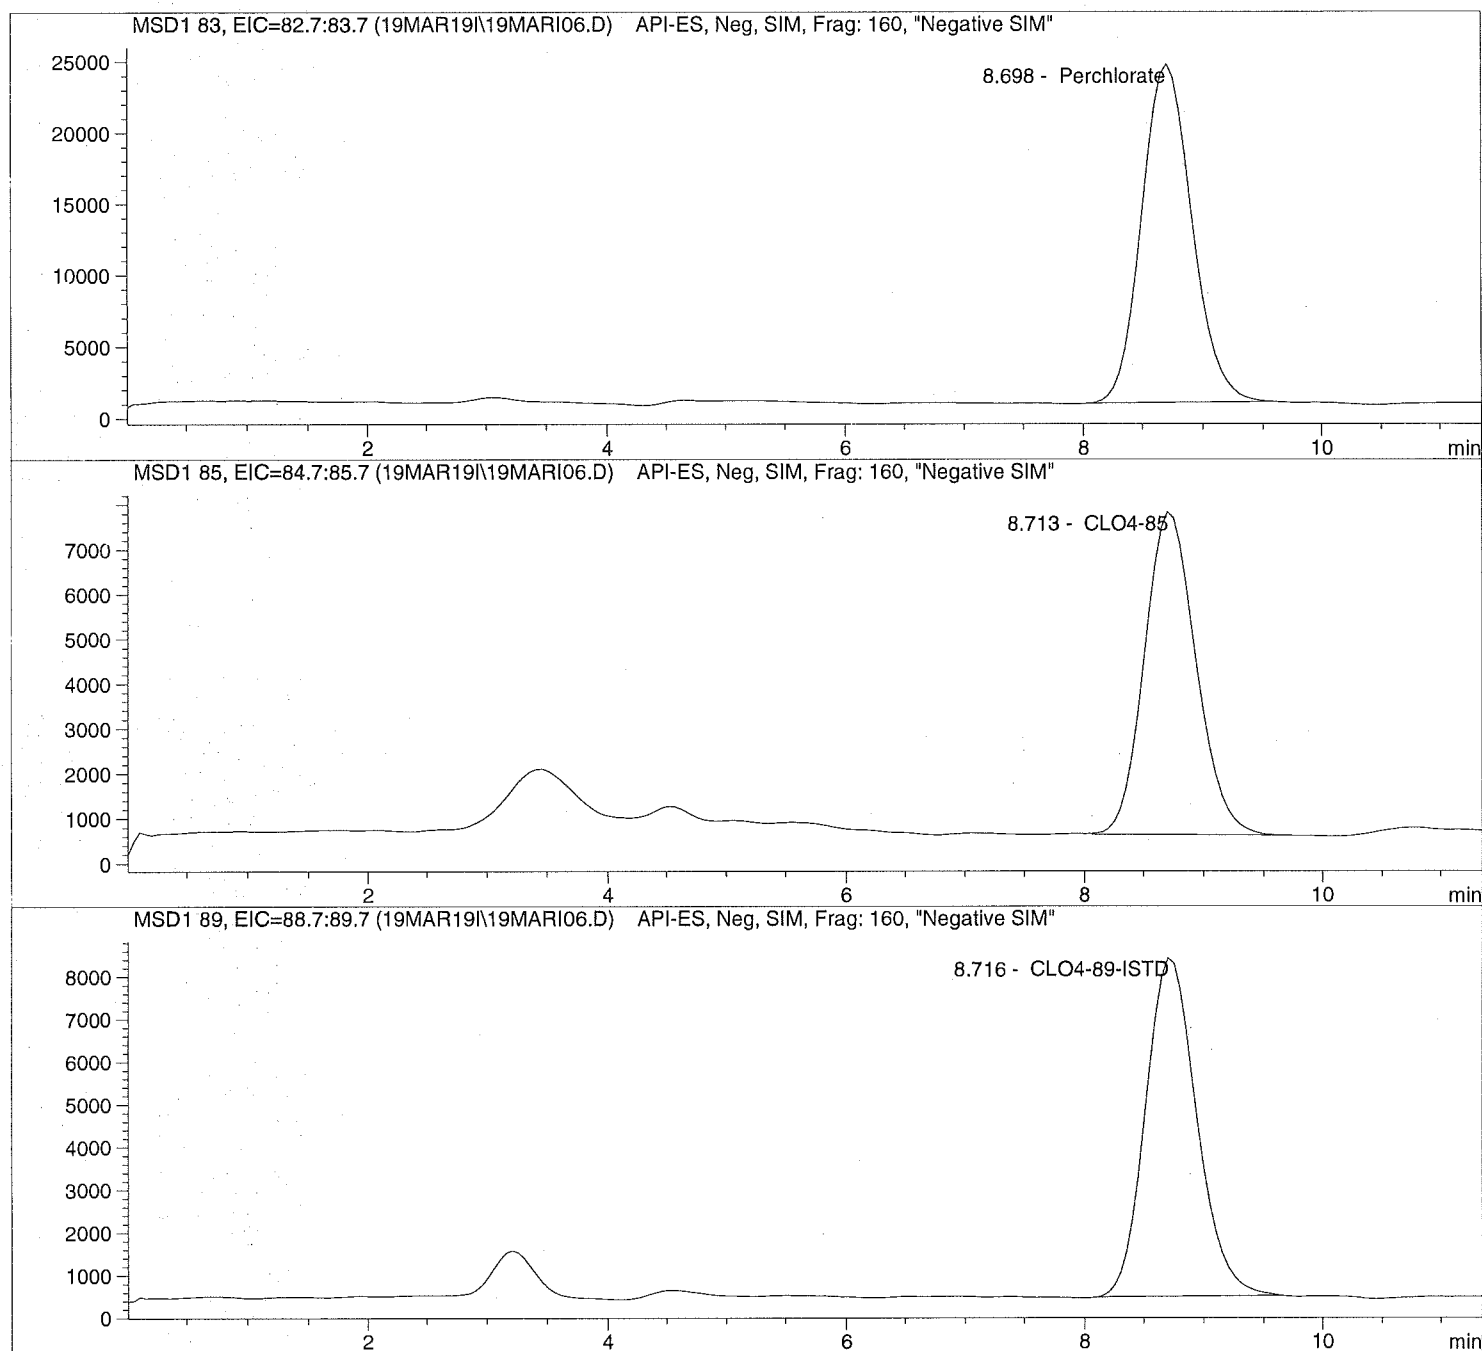 MSD1 83, EIC=82.7:83.7 (19MAR19I\19MARI06.D) API-ES, Neg, SIM, Frag: 160, "Negative SIM"
25000
8.698 - Perchlorate
20000
15000
10000
5000
0
2 4 6 8 10 min
MSD1 85, EIC=84.7:85.7 (19MAR19I\19MARI06.D) API-ES, Neg, SIM, Frag: 160, "Negative SIM"
8.713 - CLO4-85
7000
6000
5000
4000
3000
2000
1000
0
2 4 6 8 10 min
MSD1 89, EIC=88.7:89.7 (19MAR19I\19MARI06.D) API-ES, Neg, SIM, Frag: 160, "Negative SIM"
8.716 - CLO4-89-ISTD
8000
7000
6000
5000
4000
3000
2000
1000
0
2 4 6 8 10 min